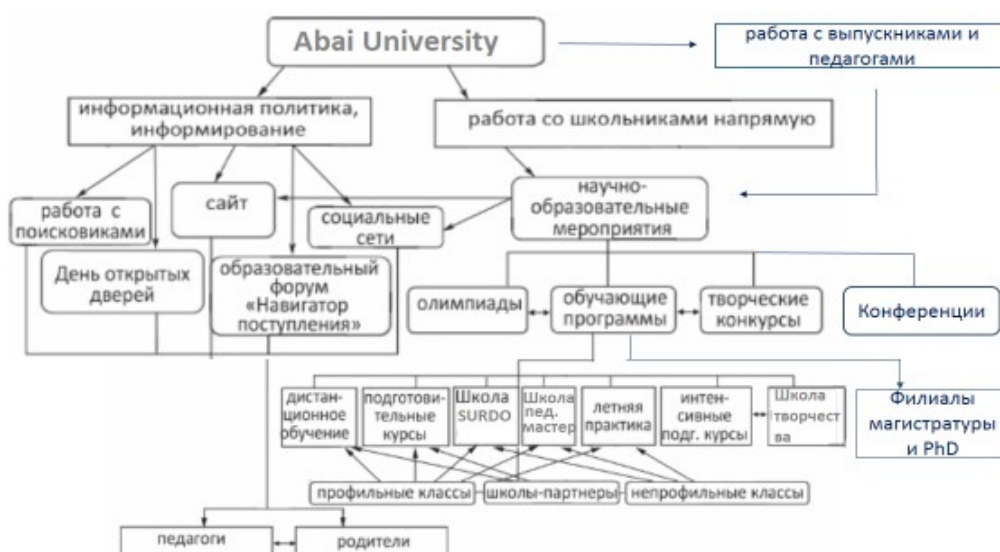 Abai University
работа с выпускниками и
педагогами
информационная политика,
информирование
работа со школьниками напрямую
работа с
поисковиками
сайт
социальные
сети
научно-
образовательные
мероприятия
День открытых
дверей
образовательный
форум
«Навигатор
поступления»
олимпиады
обучающие
программы
творческие
конкурсы
Конференции
дистан-
ционное
обучение
подготови-
тельные
курсы
Школа
SURDO
Школа
пед.
мастер
летняя
практика
интен-
сивные
подг. курсы
Школа
творчест
ва
Филиалы
магистратуры
и PhD
профильные классы
школы-партнеры
непрофильные классы
педагоги
родители